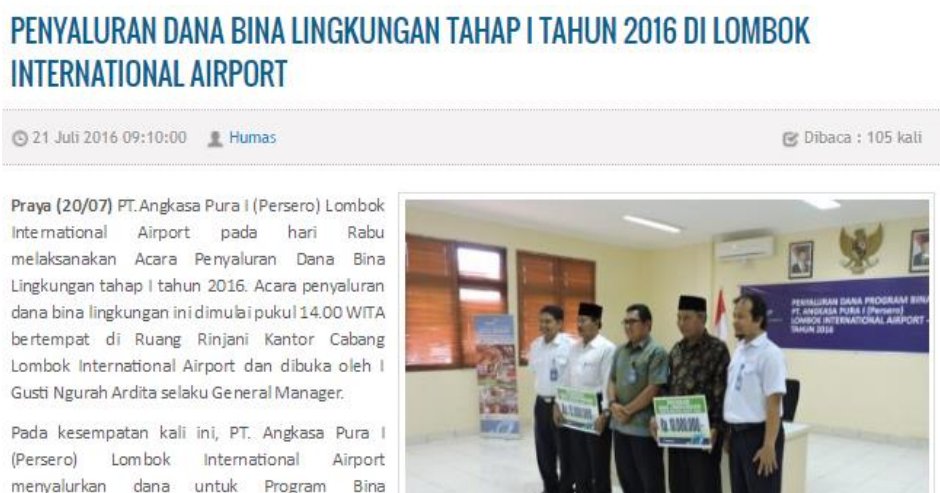 PENYALURAN DANA BINA LINGKUNGAN TAHAP I TAHUN 2016 DI LOMBOK
INTERNATIONAL AIRPORT
21 Juli 2016 09:10:00 Humas Dibaca : 105 kali
Praya (20/07) PT.Angkasa Pura I (Persero) Lombok
International Airport pada hari Rabu
melaksanakan Acara Penyaluran Dana Bina
Lingkungan tahap I tahun 2016. Acara penyaluran
dana bina lingkungan ini dimulai pukul 14.00 WITA
bertempat di Ruang Rinjani Kantor Cabang
Lombok International Airport dan dibuka oleh I
Gusti Ngurah Ardita selaku General Manager.
Pada kesempatan kali ini, PT. Angkasa Pura I
(Persero) Lombok International Airport
menyalurkan dana untuk Program Bina
PENYALURAN DANA PROGRAM BINA
PT. ANGKASA PURA I (Persero)
LOMBOK INTERNATIONAL AIRPORT -
TAHUN 2016
Rp. 10.000.000,-